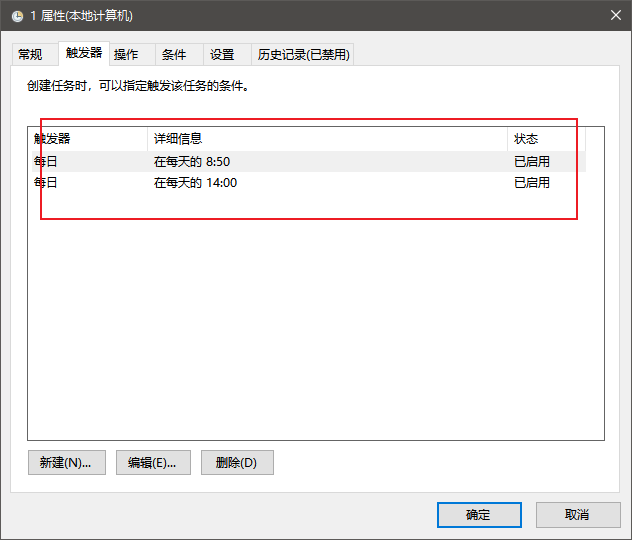 1 属性(本地计算机)
常规 触发器 操作 条件 设置 历史记录(已禁用)
创建任务时，可以指定触发该任务的条件。
触发器 详细信息 状态
每日 在每天的 8:50 已启用
每日 在每天的 14:00 已启用
新建(N)... 编辑(E)... 删除(D)
确定 取消